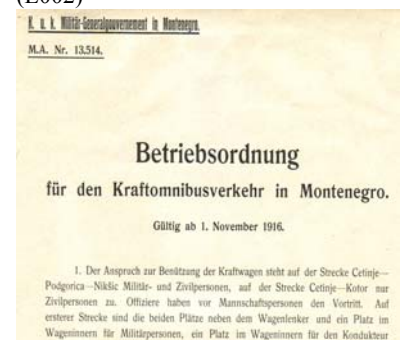 (L002)
K. u. k. Militär-Generalgouvernement in Montenegro.
M.A. Nr. 13.514.
Betriebsordnung
für den Kraftomnibusverkehr in Montenegro.
Gültig ab 1. November 1916.
1. Der Anspruch zur Benützung der Kraftwagen steht auf der Strecke Cetinje—
Podgorica—Nikšic Militär- und Zivilpersonen, auf der Strecke Cetinje—Kotor nur
Zivilpersonen zu. Offiziere haben vor Mannschaftspersonen den Vortritt. Auf
ersterer Strecke sind die beiden Plätze neben dem Wagenlenker und ein Platz im
Wageninnern für Militärpersonen, ein Platz im Wageninnern für den Kondukteur